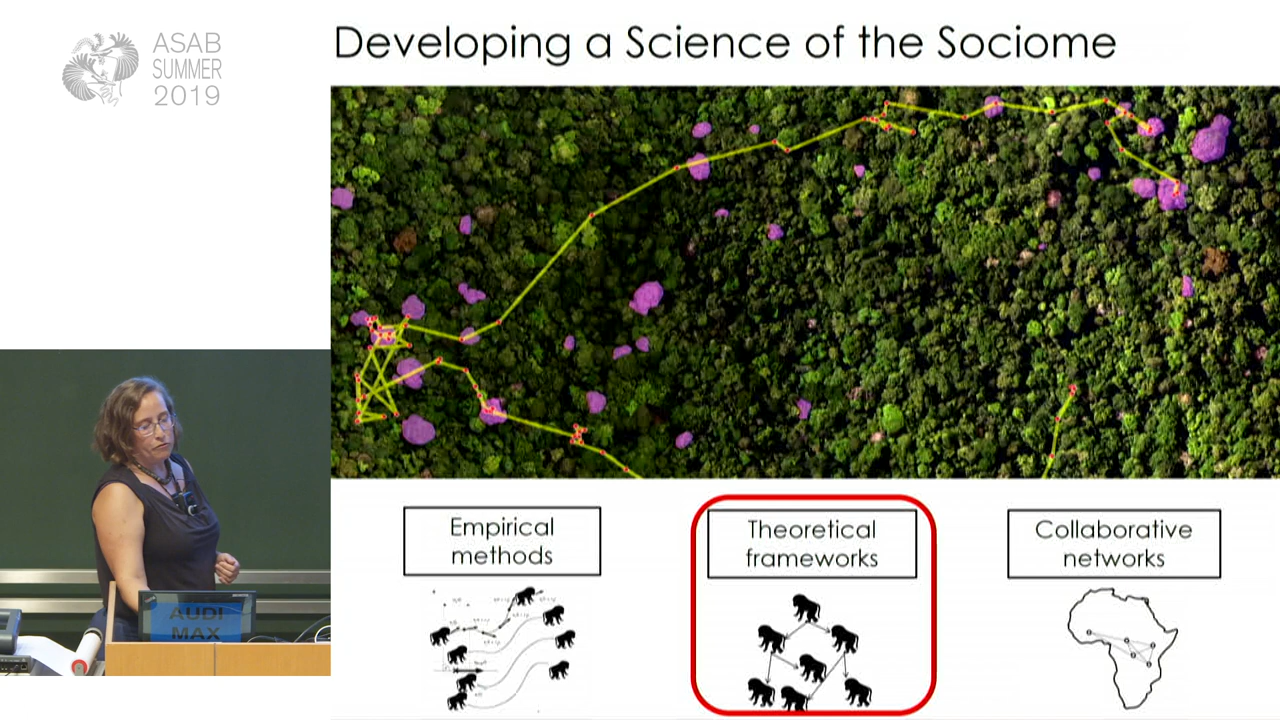 ASAB
SUMMER
2019
Developing a Science of the Sociome
Empirical
methods
Theoretical
frameworks
Collaborative
networks
AUDI
MAX